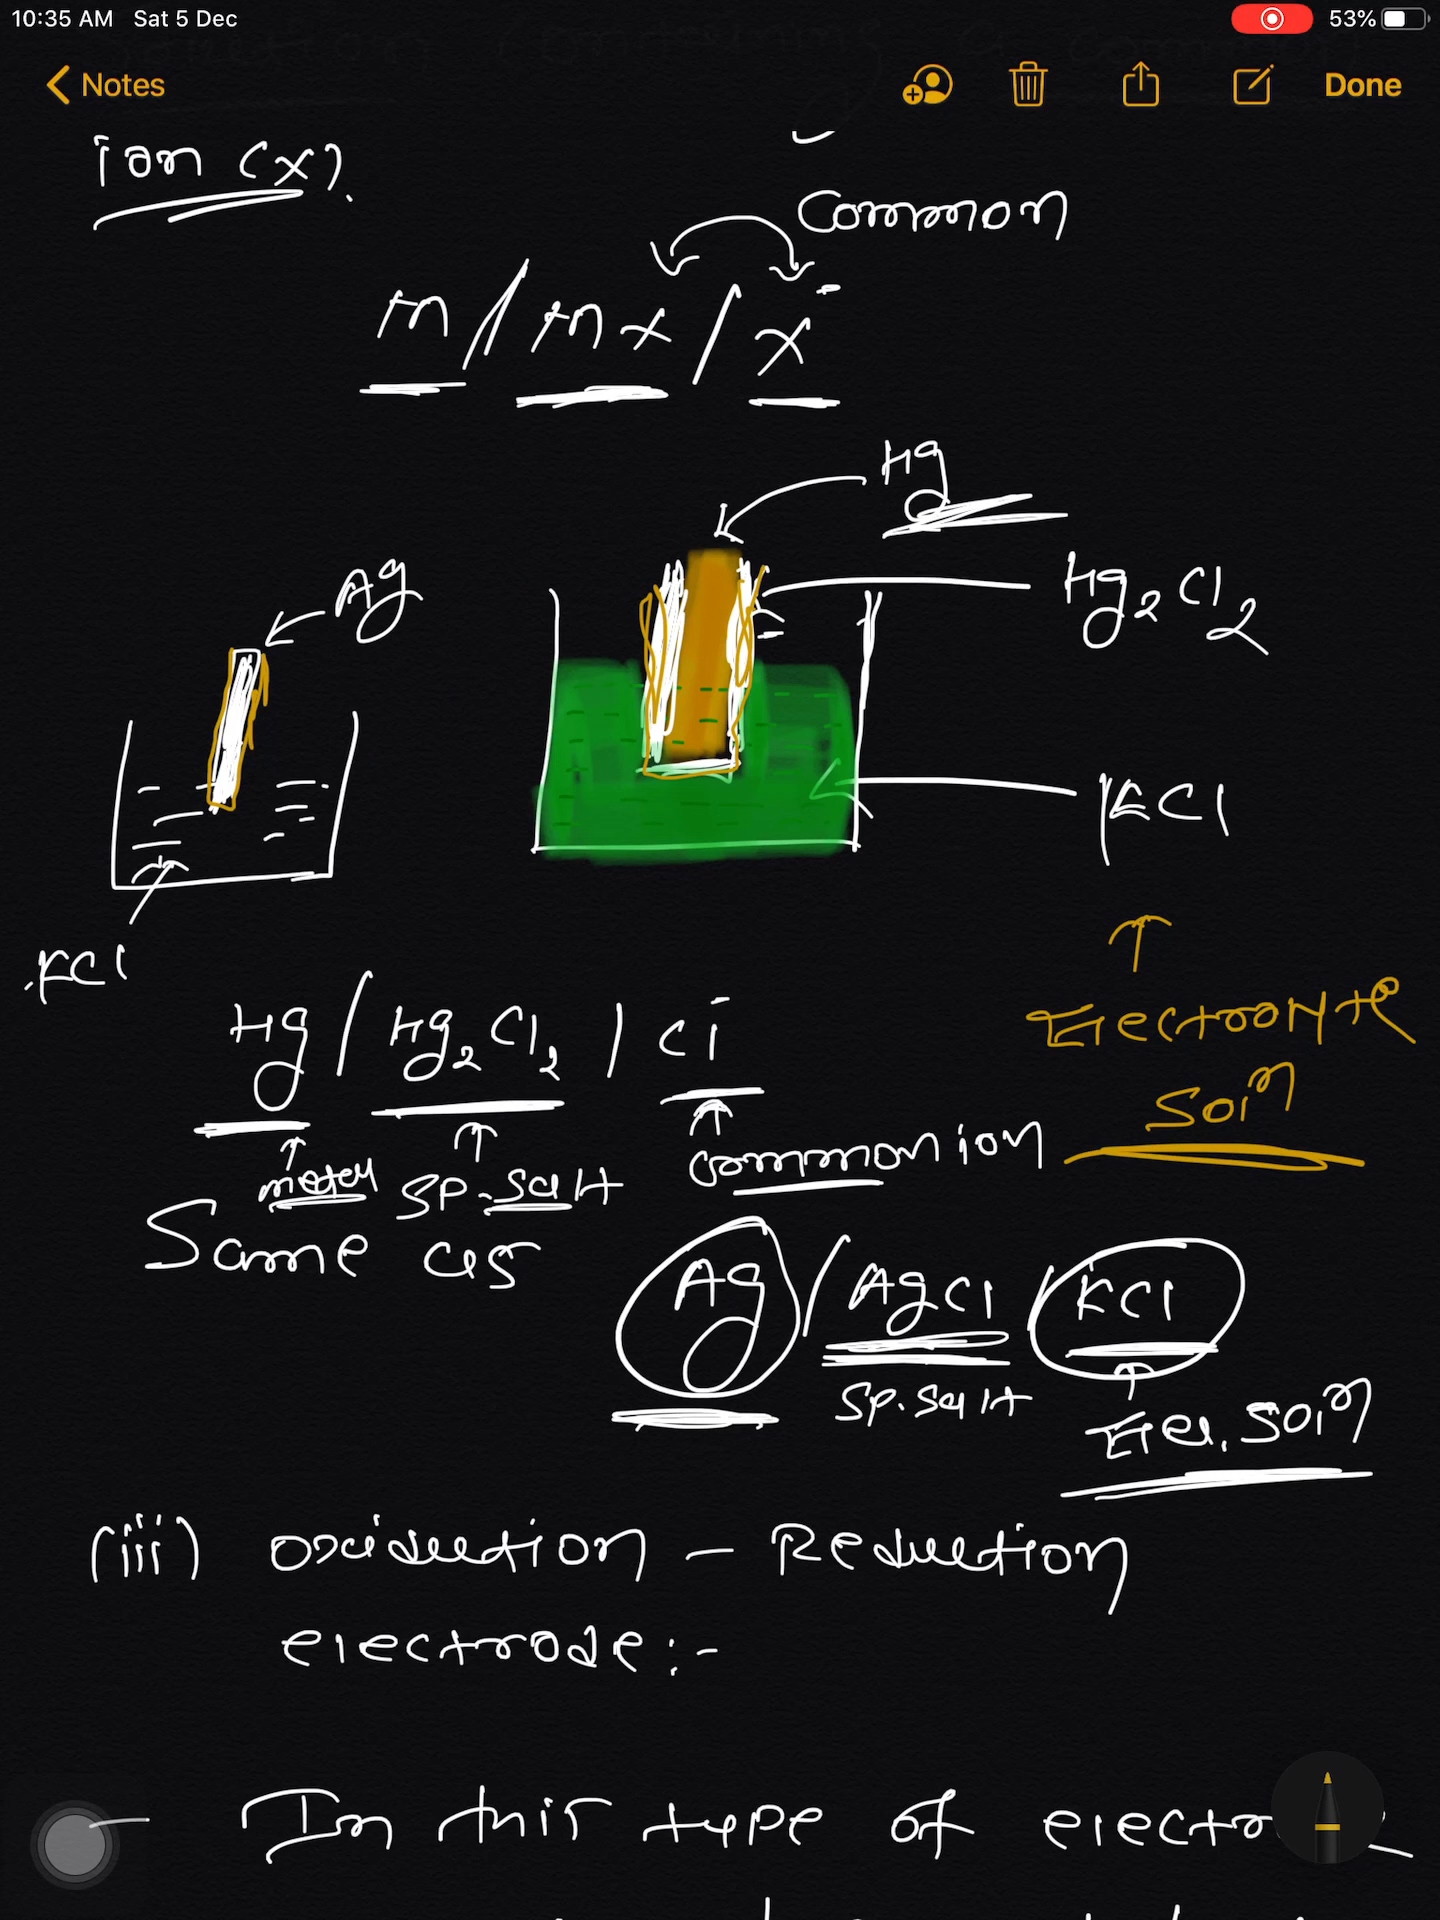 10:35 AM Sat 5 Dec 53%
Notes Done
ion (x).
Common
m / mx / x⁻
Hg
Ag
Hg₂Cl₂
KCl
KCl
Electrolyte
Solⁿ
Hg / Hg₂Cl₂ / Cl⁻
metal sp. salt common ion
Same as
Ag / AgCl / KCl
sp. salt
Elec. Solⁿ
(iii) oxidation - Reduction
electrode :-
- In this type of